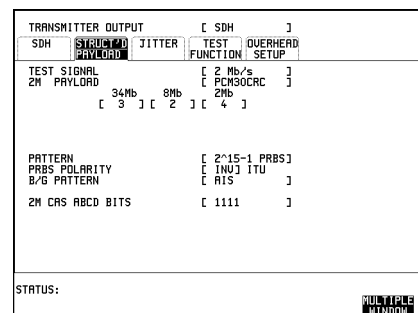 TRANSMITTER OUTPUT [ SDH ]
SDH STRUCT'D PAYLOAD JITTER TEST FUNCTION OVERHEAD SETUP
TEST SIGNAL [ 2 Mb/s ]
2M PAYLOAD [ PCM30CRC ]
34Mb 8Mb 2Mb
[ 3 ] [ 2 ] [ 4 ]
PATTERN [ 2^15-1 PRBS]
PRBS POLARITY [ INV] ITU
B/G PATTERN [ AIS ]
2M CAS ABCD BITS [ 1111 ]
STATUS:
MULTIPLE
WINDOW